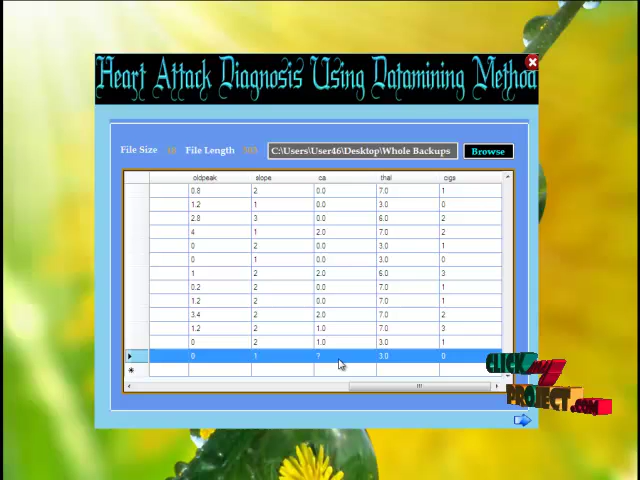 Heart Attack Diagnosis Using Datamining Method
File Size File Length C:\Users\User46\Desktop\Whole Backups Browse
oldpeak slope ca thal cigs
0.8 2 0.0 7.0 1
1.2 1 0.0 3.0 0
2.8 3 0.0 6.0 2
4 1 2.0 7.0 2
0 2 0.0 3.0 1
0 1 0.0 3.0 0
1 2 2.0 6.0 3
0.2 2 0.0 7.0 1
1.2 2 0.0 7.0 1
3.4 2 2.0 7.0 2
1.2 2 1.0 7.0 3
0 2 1.0 3.0 1
0 1 ? 3.0 0
CLICK MY
PROJECT.COM